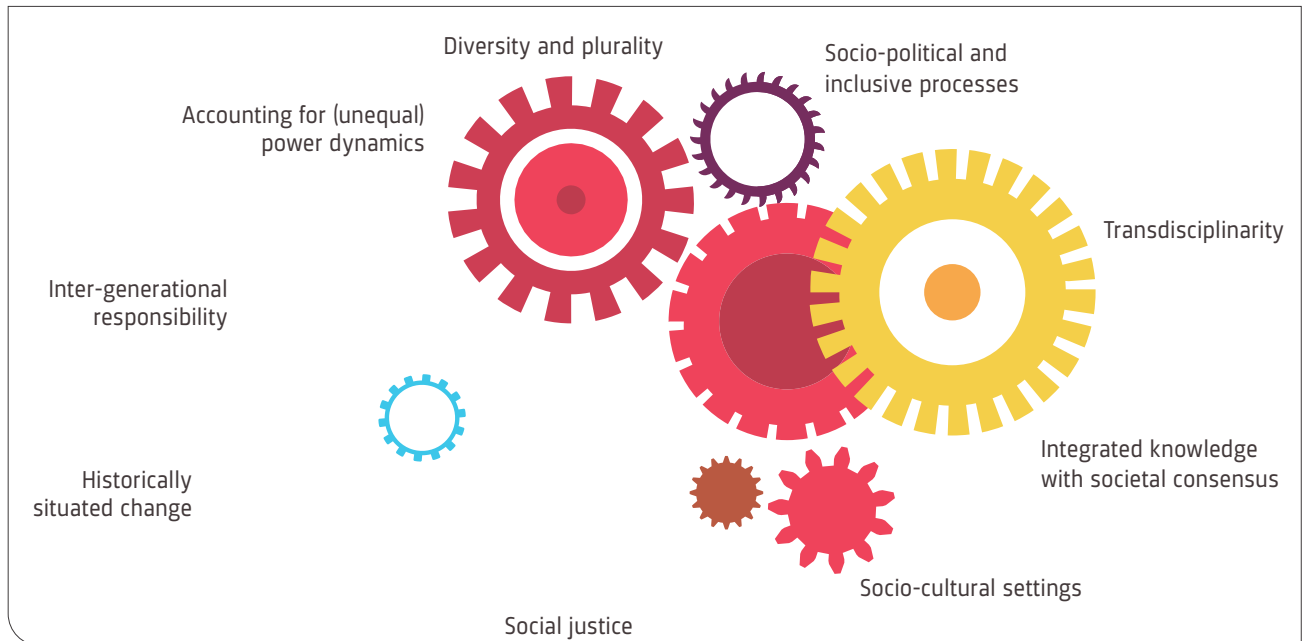 Diversity and plurality
Socio-political and
inclusive processes
Accounting for (unequal)
power dynamics
Transdisciplinarity
Inter-generational
responsibility
Integrated knowledge
with societal consensus
Historically
situated change
Socio-cultural settings
Social justice